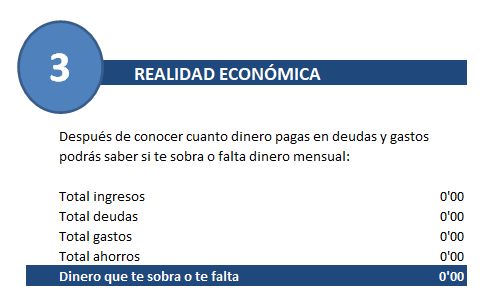 3
REALIDAD ECONÓMICA
Después de conocer cuanto dinero pagas en deudas y gastos
podrás saber si te sobra o falta dinero mensual:
Total ingresos 0'00
Total deudas 0'00
Total gastos 0'00
Total ahorros 0'00
Dinero que te sobra o te falta 0'00